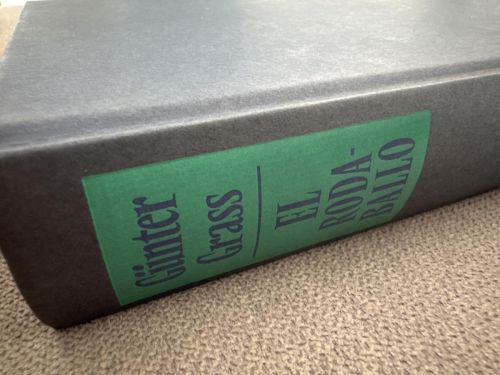 Günter
Grass
EL
RODA-
BALLO